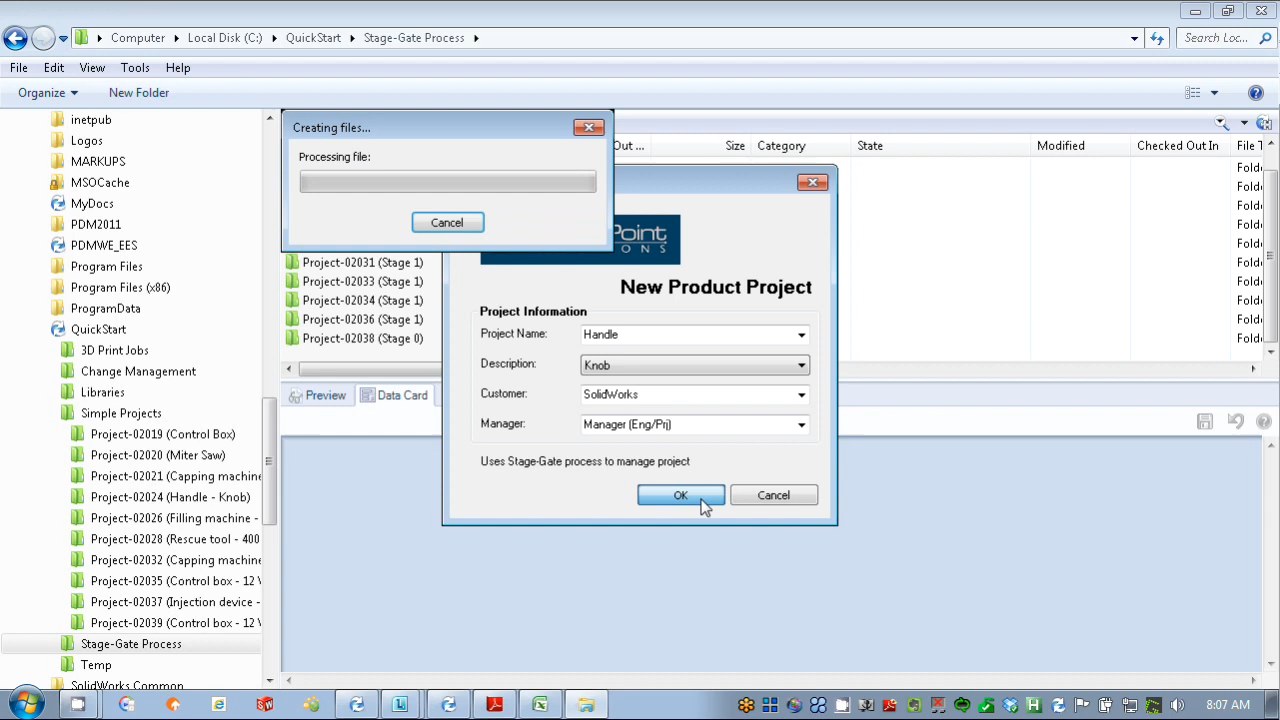 Computer
Local Disk (C:)
QuickStart
Stage-Gate Process
Search Loc...
File
Edit
View
Tools
Help
Organize
New Folder
inetpub
Logos
MARKUPS
MSOCache
MyDocs
PDM2011
PDMWE_EES
Program Files
Program Files (x86)
ProgramData
QuickStart
3D Print Jobs
Change Management
Libraries
Simple Projects
Project-02019 (Control Box)
Project-02020 (Miter Saw)
Project-02021 (Capping machine
Project-02024 (Handle - Knob)
Project-02026 (Filling machine -
Project-02028 (Rescue tool - 400
Project-02032 (Capping machine
Project-02035 (Control box - 12 V
Project-02037 (Injection device -
Project-02039 (Control box - 12 V
Stage-Gate Process
Temp
SolidWorks Common
Out ...
Size
Category
State
Modified
Checked Out In
File T
Folde
Folde
Folde
Folde
Folde
Folde
Folde
Folde
Folde
Folde
Folde
Project-02031 (Stage 1)
Project-02033 (Stage 1)
Project-02034 (Stage 1)
Project-02036 (Stage 1)
Project-02038 (Stage 0)
Preview
Data Card
Creating files...
Processing file:
Cancel
Point
ONS
New Product Project
Project Information
Project Name:
Handle
Description:
Knob
Customer:
SolidWorks
Manager:
Manager (Eng/Prj)
Uses Stage-Gate process to manage project
OK
Cancel
8:07 AM